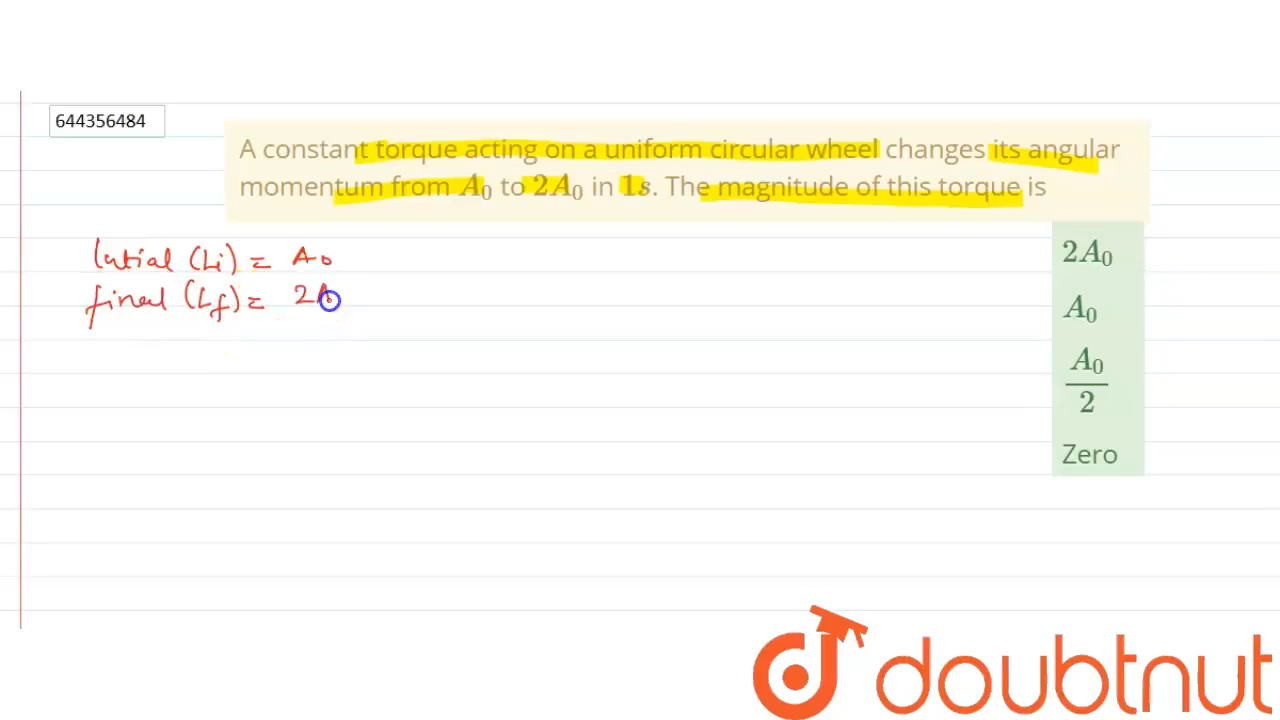 644356484
A constant torque acting on a uniform circular wheel changes its angular
momentum from A₀ to 2A₀ in 1s. The magnitude of this torque is
Initial (Li) = A₀
final (Lf) = 2A
2A₀
A₀
A₀/2
Zero
doubtnut